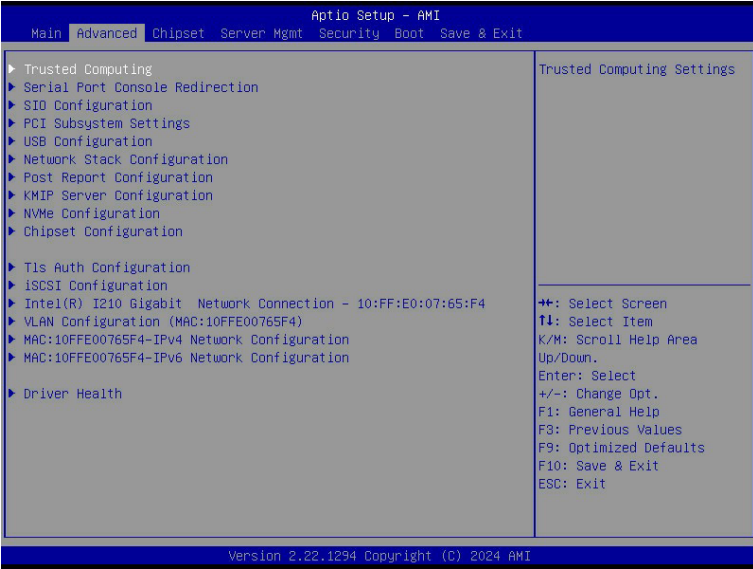 Aptio Setup – AMI
Main Advanced Chipset Server Mgmt Security Boot Save & Exit
Trusted Computing
Serial Port Console Redirection
SIO Configuration
PCI Subsystem Settings
USB Configuration
Network Stack Configuration
Post Report Configuration
KMIP Server Configuration
NVMe Configuration
Chipset Configuration
Tls Auth Configuration
iSCSI Configuration
Intel(R) I210 Gigabit  Network Connection – 10:FF:E0:07:65:F4
VLAN Configuration (MAC:10FFE00765F4)
MAC:10FFE00765F4-IPv4 Network Configuration
MAC:10FFE00765F4-IPv6 Network Configuration
Driver Health
Trusted Computing Settings
→←: Select Screen
↑↓: Select Item
K/M: Scroll Help Area
Up/Down.
Enter: Select
+/-: Change Opt.
F1: General Help
F3: Previous Values
F9: Optimized Defaults
F10: Save & Exit
ESC: Exit
Version 2.22.1294 Copyright (C) 2024 AMI